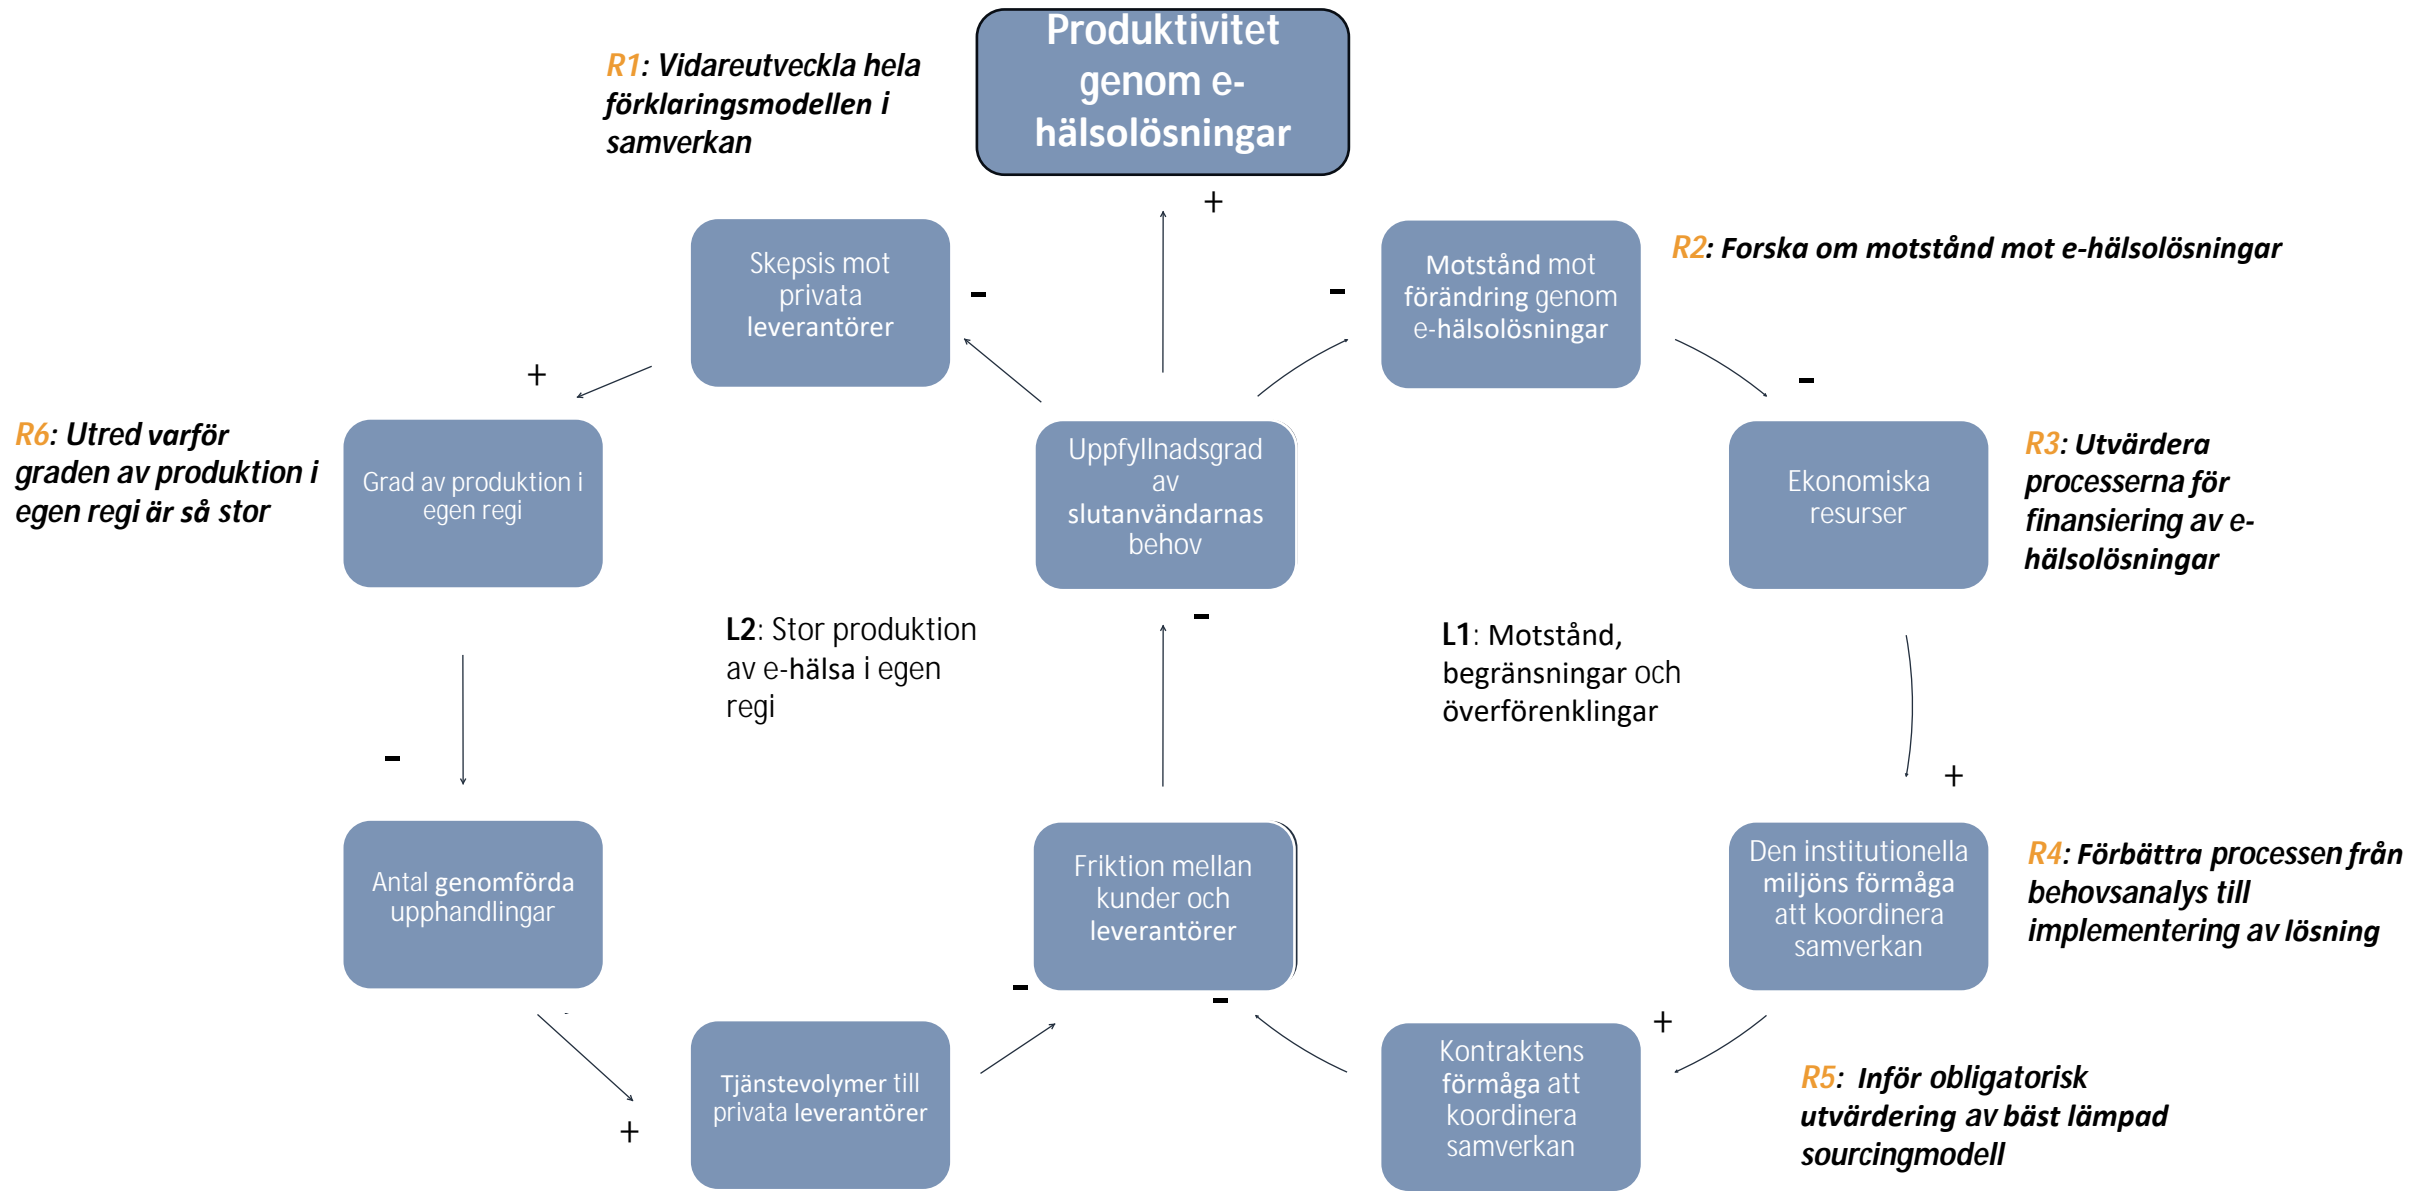 Produktivitet
genom e-
hälsolösningar
R1: Vidareutveckla hela
förklaringsmodellen i
samverkan
+
Skepsis mot
privata
leverantörer
-
-
Motstånd mot
förändring genom
e-hälsolösningar
R2: Forska om motstånd mot e-hälsolösningar
+
-
R6: Utred varför
graden av produktion i
egen regi är så stor
Grad av produktion i
egen regi
Uppfyllnadsgrad
av
slutanvändarnas
behov
Ekonomiska
resurser
R3: Utvärdera
processerna för
finansiering av e-
hälsolösningar
-
L2: Stor produktion
av e-hälsa i egen
regi
L1: Motstånd,
begränsningar och
överförenklingar
-
+
Antal genomförda
upphandlingar
Friktion mellan
kunder och
leverantörer
Den institutionella
miljöns förmåga
att koordinera
samverkan
R4: Förbättra processen från
behovsanalys till
implementering av lösning
-
-
+
+
Tjänstevolymer till
privata leverantörer
Kontraktens
förmåga att
koordinera
samverkan
R5: Inför obligatorisk
utvärdering av bäst lämpad
sourcingmodell